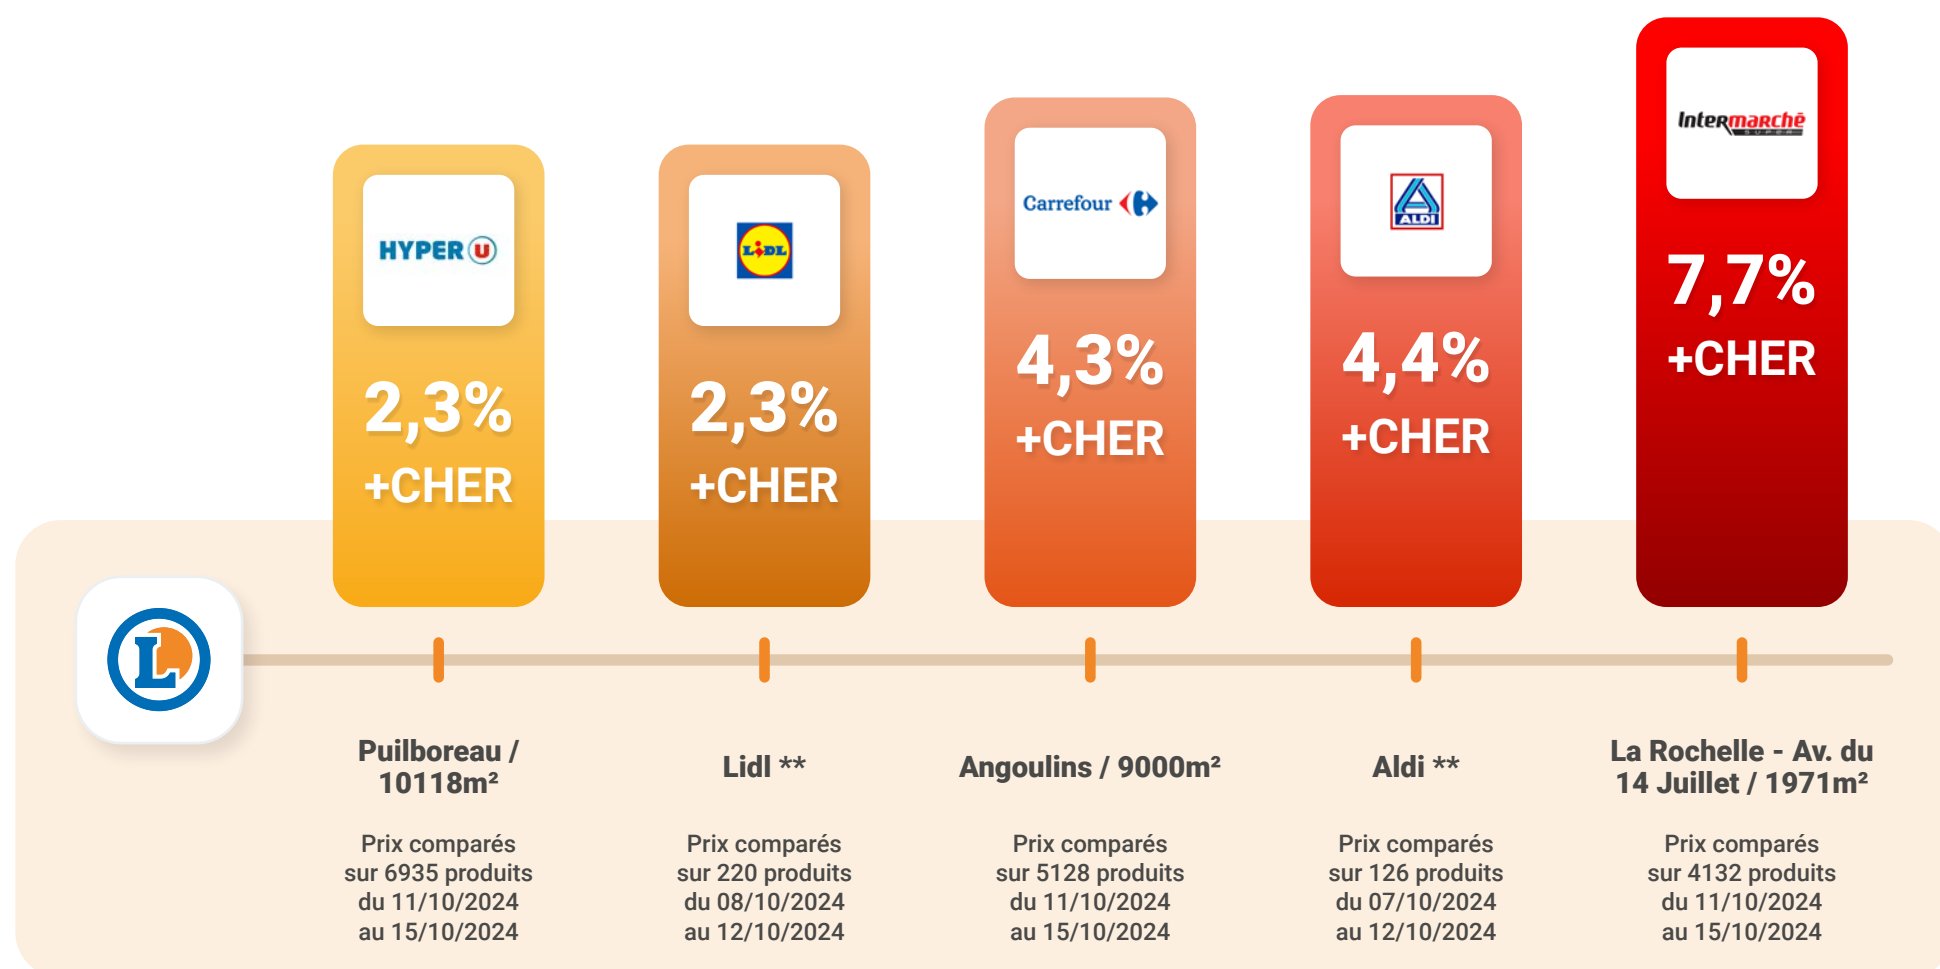 HYPER U
2,3%
+CHER
LiDL
2,3%
+CHER
Carrefour
4,3%
+CHER
ALDI
4,4%
+CHER
Intermarchē
SUPER
7,7%
+CHER
L
Puilboreau /
10118m²
Prix comparés
sur 6935 produits
du 11/10/2024
au 15/10/2024
Lidl **
Prix comparés
sur 220 produits
du 08/10/2024
au 12/10/2024
Angoulins / 9000m²
Prix comparés
sur 5128 produits
du 11/10/2024
au 15/10/2024
Aldi **
Prix comparés
sur 126 produits
du 07/10/2024
au 12/10/2024
La Rochelle - Av. du
14 Juillet / 1971m²
Prix comparés
sur 4132 produits
du 11/10/2024
au 15/10/2024